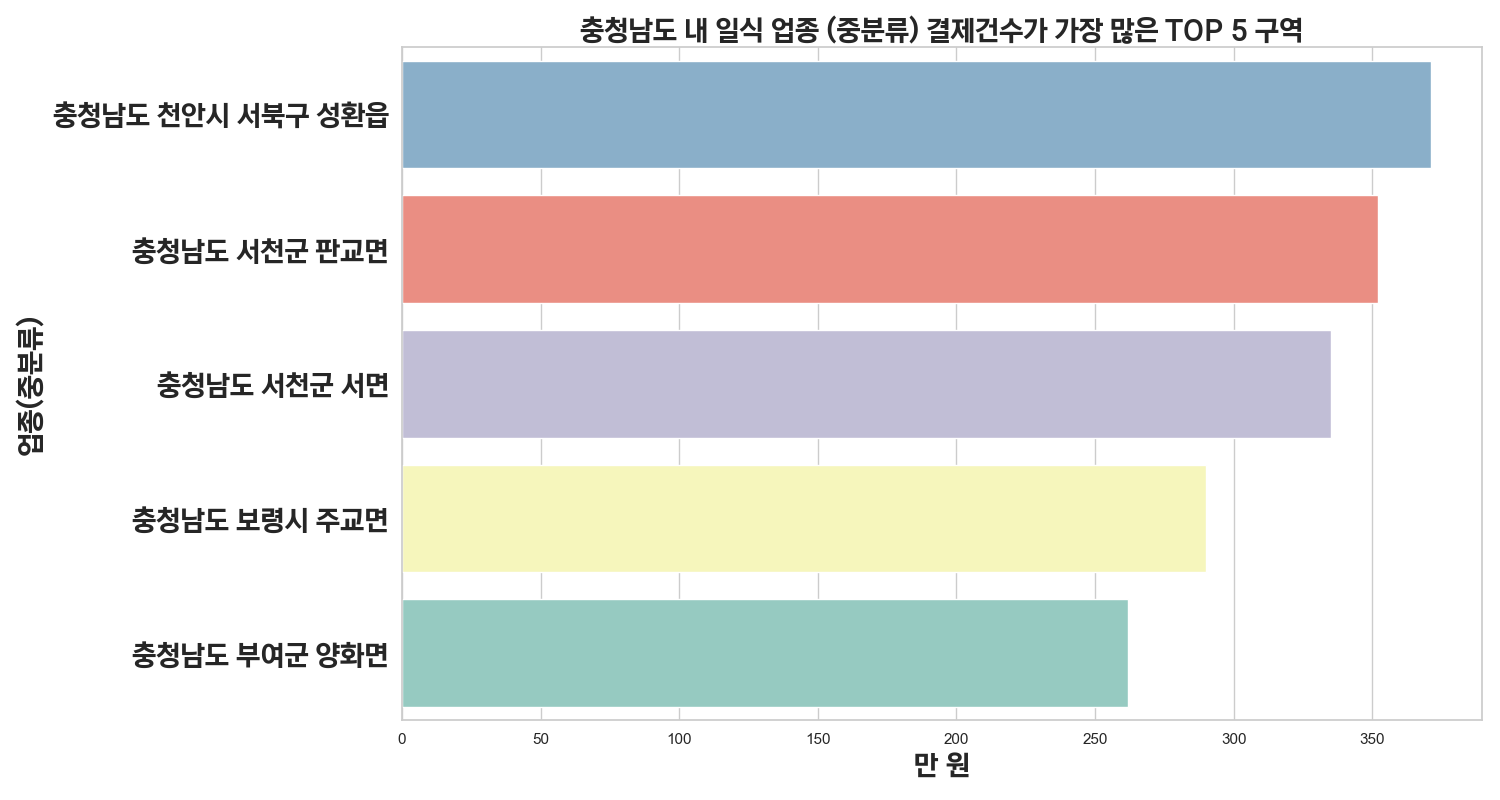 충청남도 내 일식 업종 (중분류) 결제건수가 가장 많은 TOP 5 구역
충청남도 천안시 서북구 성환읍
충청남도 서천군 판교면
충청남도 서천군 서면
충청남도 보령시 주교면
충청남도 부여군 양화면
업종(중분류)
0 50 100 150 200 250 300 350
만 원